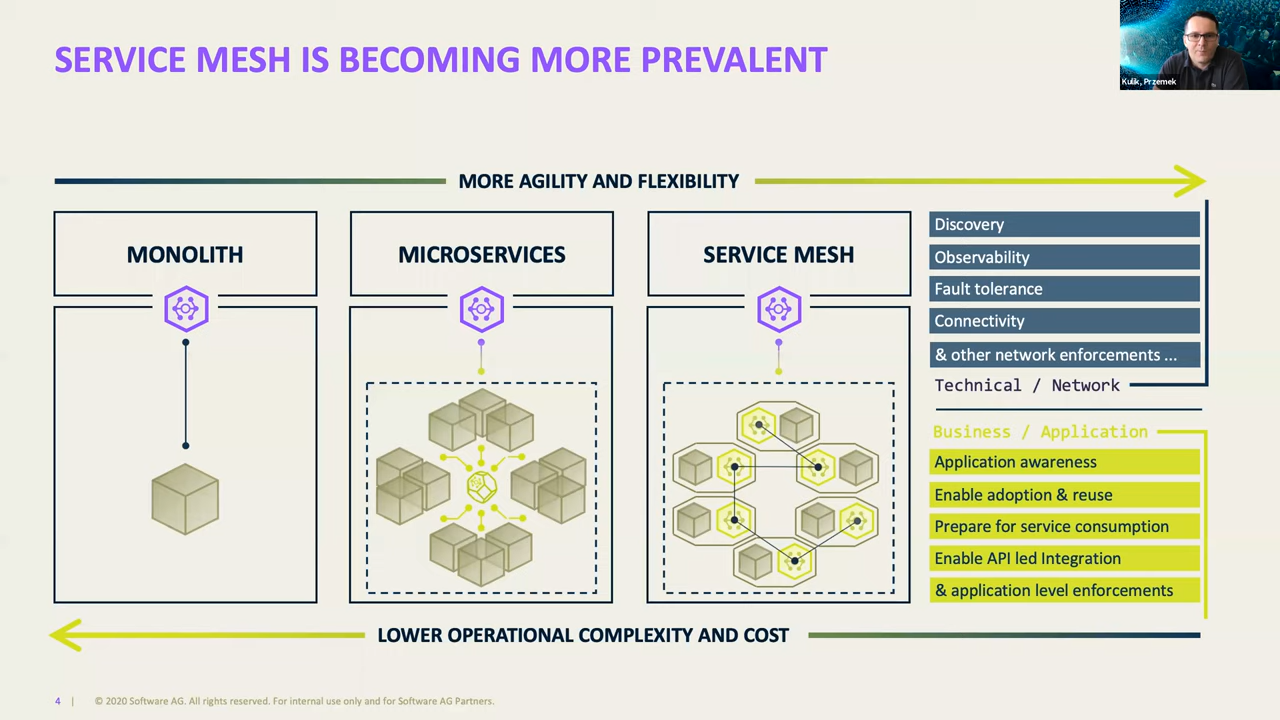 SERVICE MESH IS BECOMING MORE PREVALENT
Kulik, Przemek
MORE AGILITY AND FLEXIBILITY
MONOLITH
MICROSERVICES
SERVICE MESH
Discovery
Observability
Fault tolerance
Connectivity
& other network enforcements ...
Technical / Network
Business / Application
Application awareness
Enable adoption & reuse
Prepare for service consumption
Enable API led Integration
& application level enforcements
LOWER OPERATIONAL COMPLEXITY AND COST
4 | © 2020 Software AG. All rights reserved. For internal use only and for Software AG Partners.